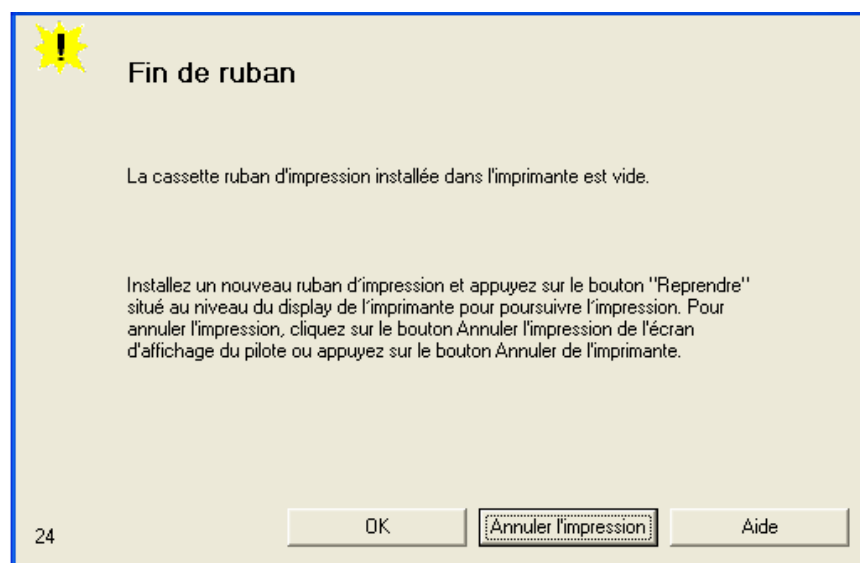 Fin de ruban
La cassette ruban d'impression installée dans l'imprimante est vide.
Installez un nouveau ruban d´impression et appuyez sur le bouton "Reprendre"
situé au niveau du display de l´imprimante pour poursuivre l´impression. Pour
annuler l'impression, cliquez sur le bouton Annuler l'impression de l'écran
d'affichage du pilote ou appuyez sur le bouton Annuler de l'imprimante.
24
OK
Annuler l'impression
Aide